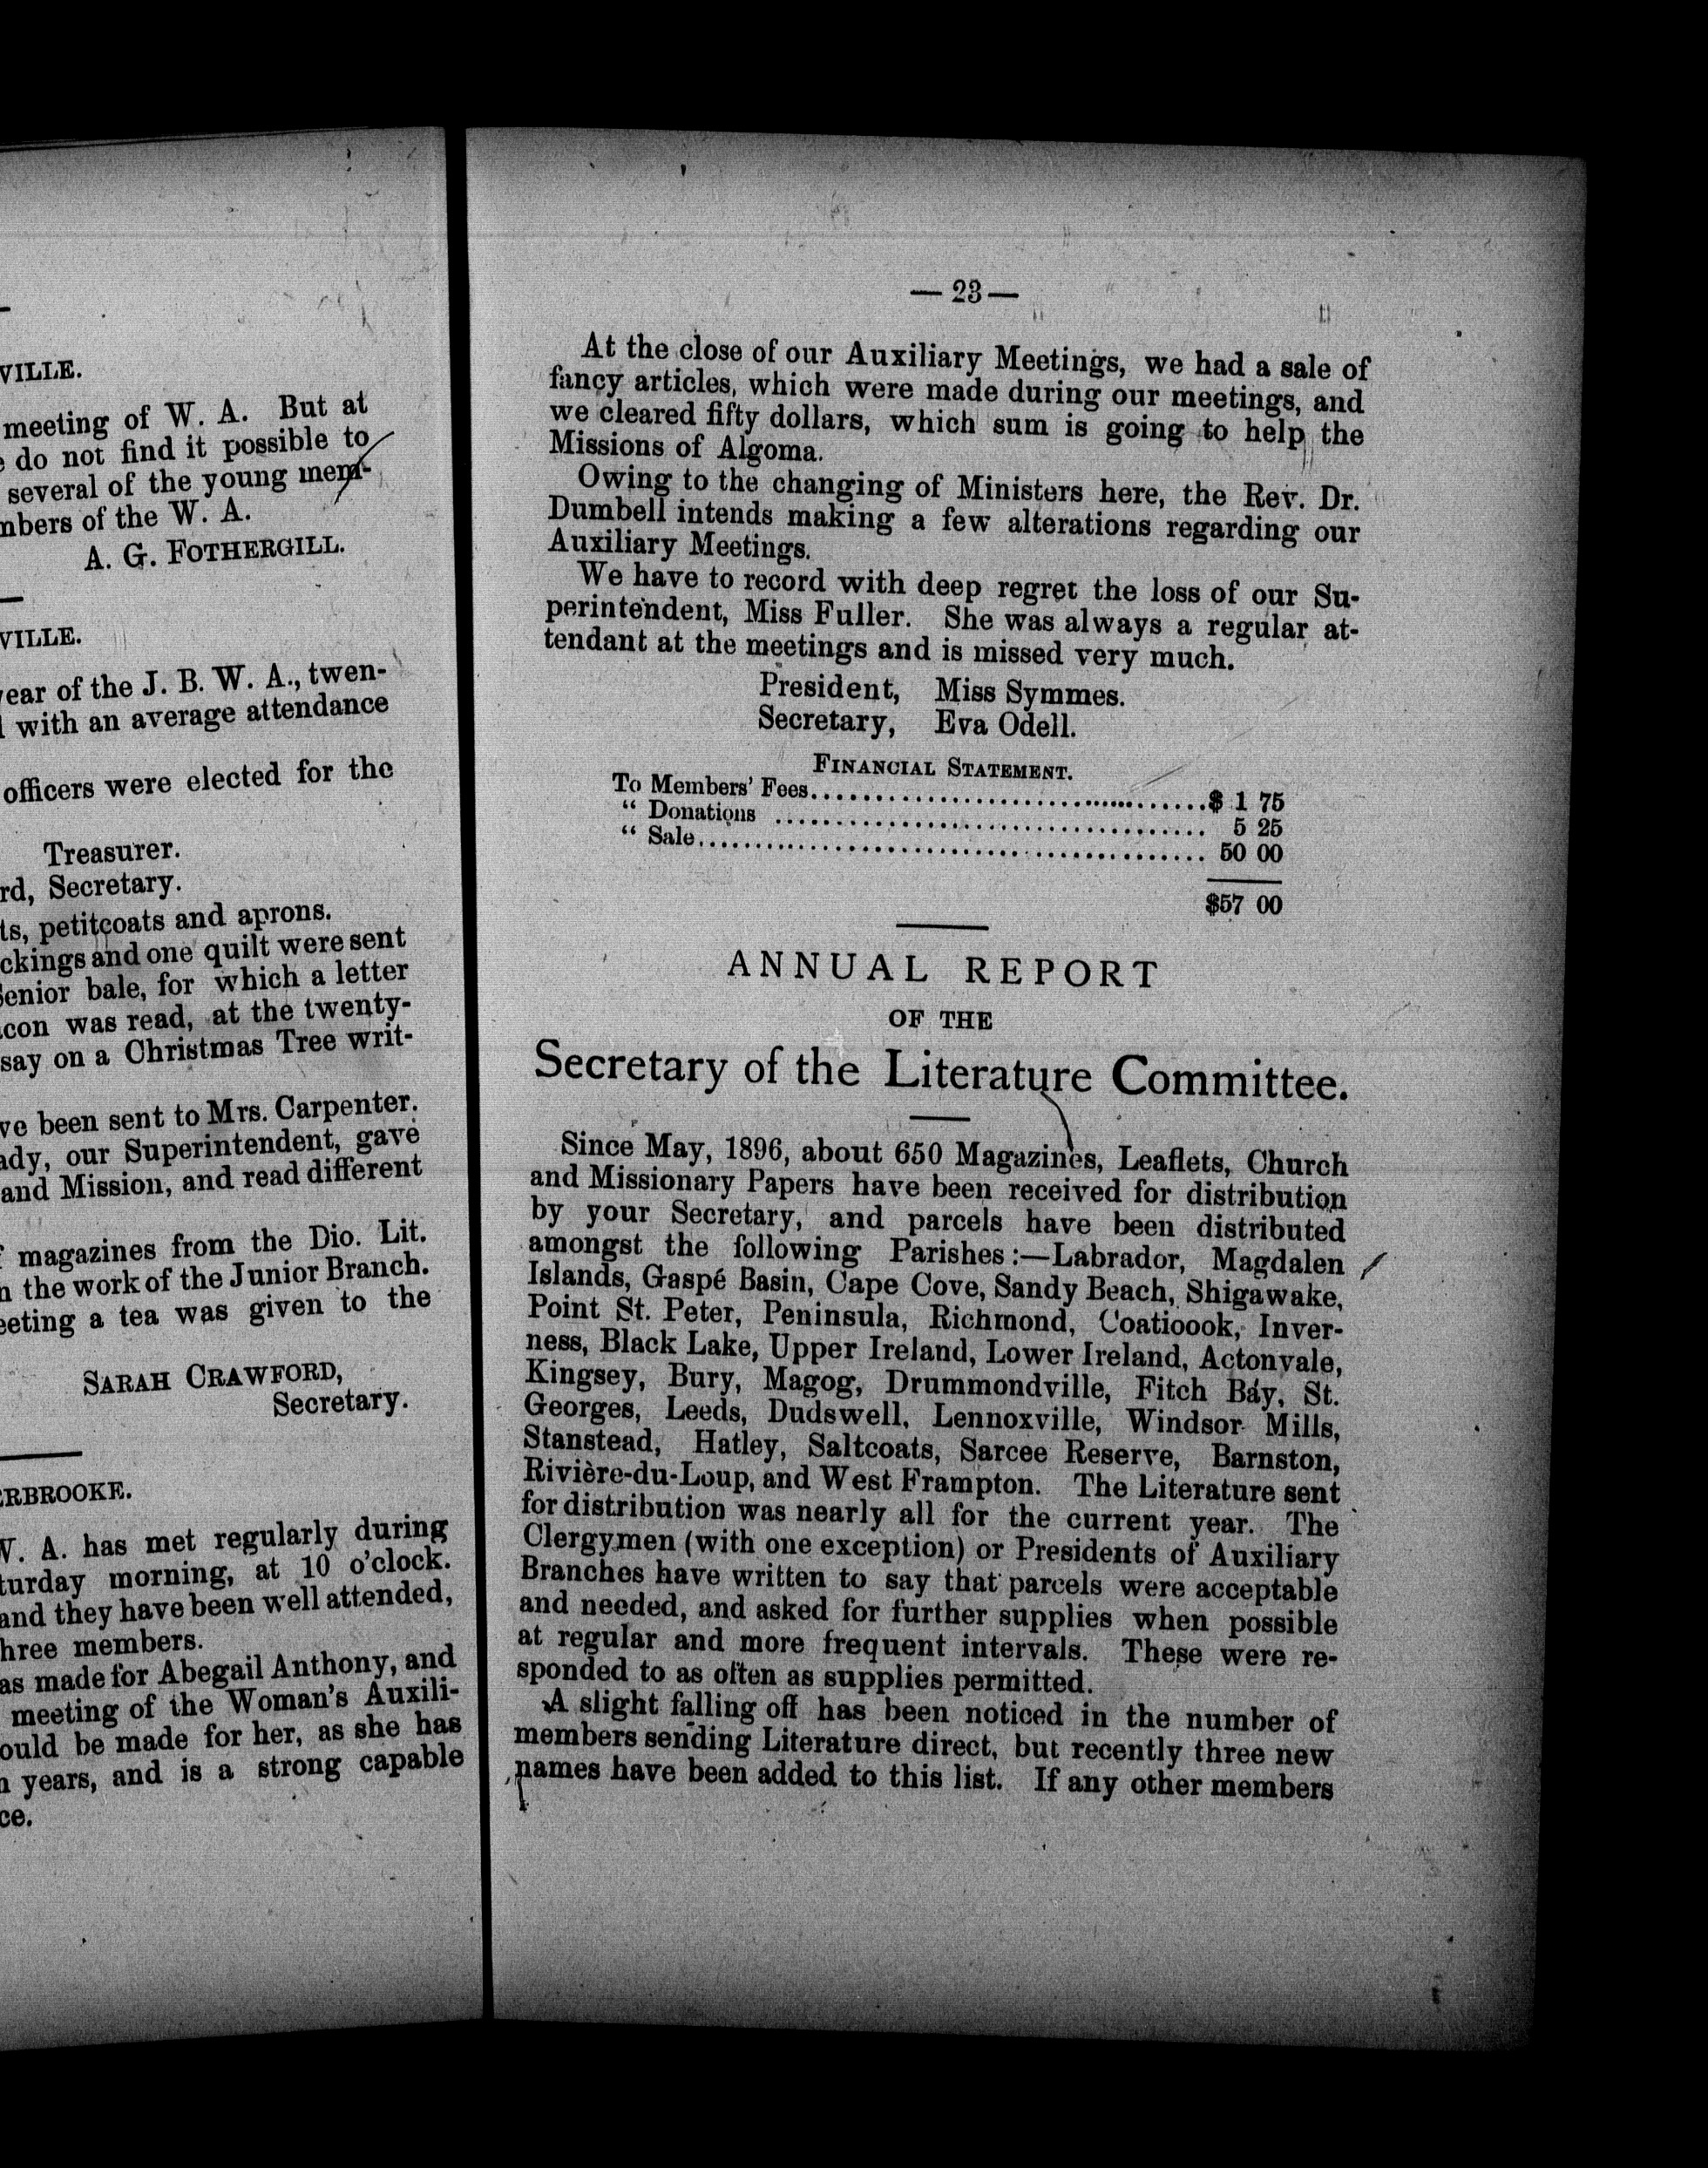 VILLE.
meeting of W. A. But at
do not find it possible to
several of the young mem-
mbers of the W. A.
A. G. FOTHERGILL.
VILLE.
year of the J. B. W. A., twen-
with an average attendance
officers were elected for the
Treasurer.
rd, Secretary.
ts, petitcoats and aprons.
ckings and one quilt were sent
Senior bale, for which a letter
con was read, at the twenty-
say on a Christmas Tree writ-
ve been sent to Mrs. Carpenter.
ady, our Superintendent, gave
and Mission, and read different
magazines from the Dio. Lit.
n the work of the Junior Branch.
eeting a tea was given to the
SARAH CRAWFORD,
Secretary.
ERBROOKE.
W. A. has met regularly during
turday morning, at 10 o'clock.
and they have been well attended,
hree members.
as made for Abegail Anthony, and
meeting of the Woman's Auxili-
ould be made for her, as she has
n years, and is a strong capable
ce.
— 23 —
At the close of our Auxiliary Meetings, we had a sale of
fancy articles, which were made during our meetings, and
we cleared fifty dollars, which sum is going to help the
Missions of Algoma.
Owing to the changing of Ministers here, the Rev. Dr.
Dumbell intends making a few alterations regarding our
Auxiliary Meetings.
We have to record with deep regret the loss of our Su-
perintendent, Miss Fuller. She was always a regular at-
tendant at the meetings and is missed very much.
President, Miss Symmes.
Secretary, Eva Odell.
FINANCIAL STATEMENT.
To Members' Fees........................................$ 1 75
“ Donations ........................................ 5 25
“ Sale........................................ 50 00
$57 00
ANNUAL REPORT
OF THE
Secretary of the Literature Committee.
Since May, 1896, about 650 Magazines, Leaflets, Church
and Missionary Papers have been received for distribution
by your Secretary, and parcels have been distributed
amongst the following Parishes:—Labrador, Magdalen
Islands, Gaspé Basin, Cape Cove, Sandy Beach, Shigawake,
Point St. Peter, Peninsula, Richmond, Coatioook, Inver-
ness, Black Lake, Upper Ireland, Lower Ireland, Actonvale,
Kingsey, Bury, Magog, Drummondville, Fitch Bay, St.
Georges, Leeds, Dudswell, Lennoxville, Windsor Mills,
Stanstead, Hatley, Saltcoats, Sarcee Reserve, Barnston,
Rivière-du-Loup, and West Frampton. The Literature sent
for distribution was nearly all for the current year. The
Clergymen (with one exception) or Presidents of Auxiliary
Branches have written to say that parcels were acceptable
and needed, and asked for further supplies when possible
at regular and more frequent intervals. These were re-
sponded to as often as supplies permitted.
A slight falling off has been noticed in the number of
members sending Literature direct, but recently three new
names have been added to this list. If any other members